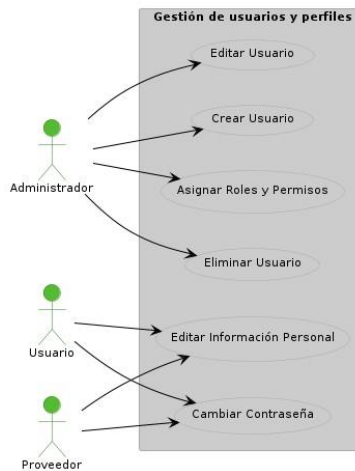 Gestión de usuarios y perfiles
Editar Usuario
Crear Usuario
Administrador
Asignar Roles y Permisos
Eliminar Usuario
Usuario
Editar Información Personal
Proveedor
Cambiar Contraseña